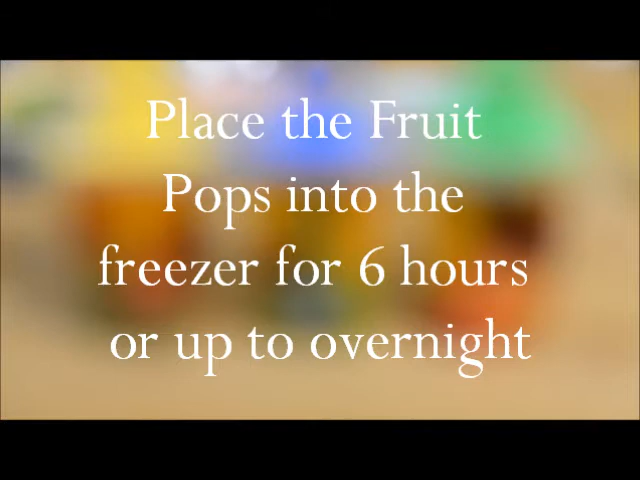 Place the Fruit
Pops into the
freezer for 6 hours
or up to overnight